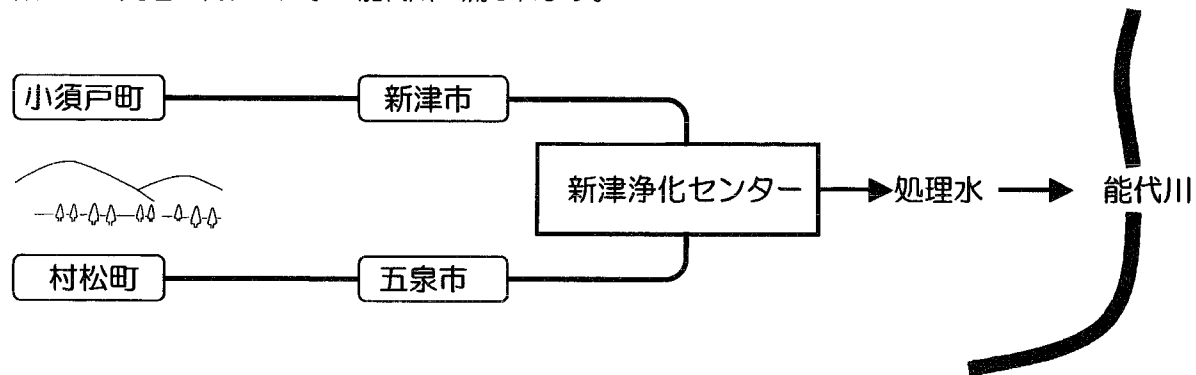 小須戸町
新津市
新津浄化センター
処理水
能代川
村松町
五泉市